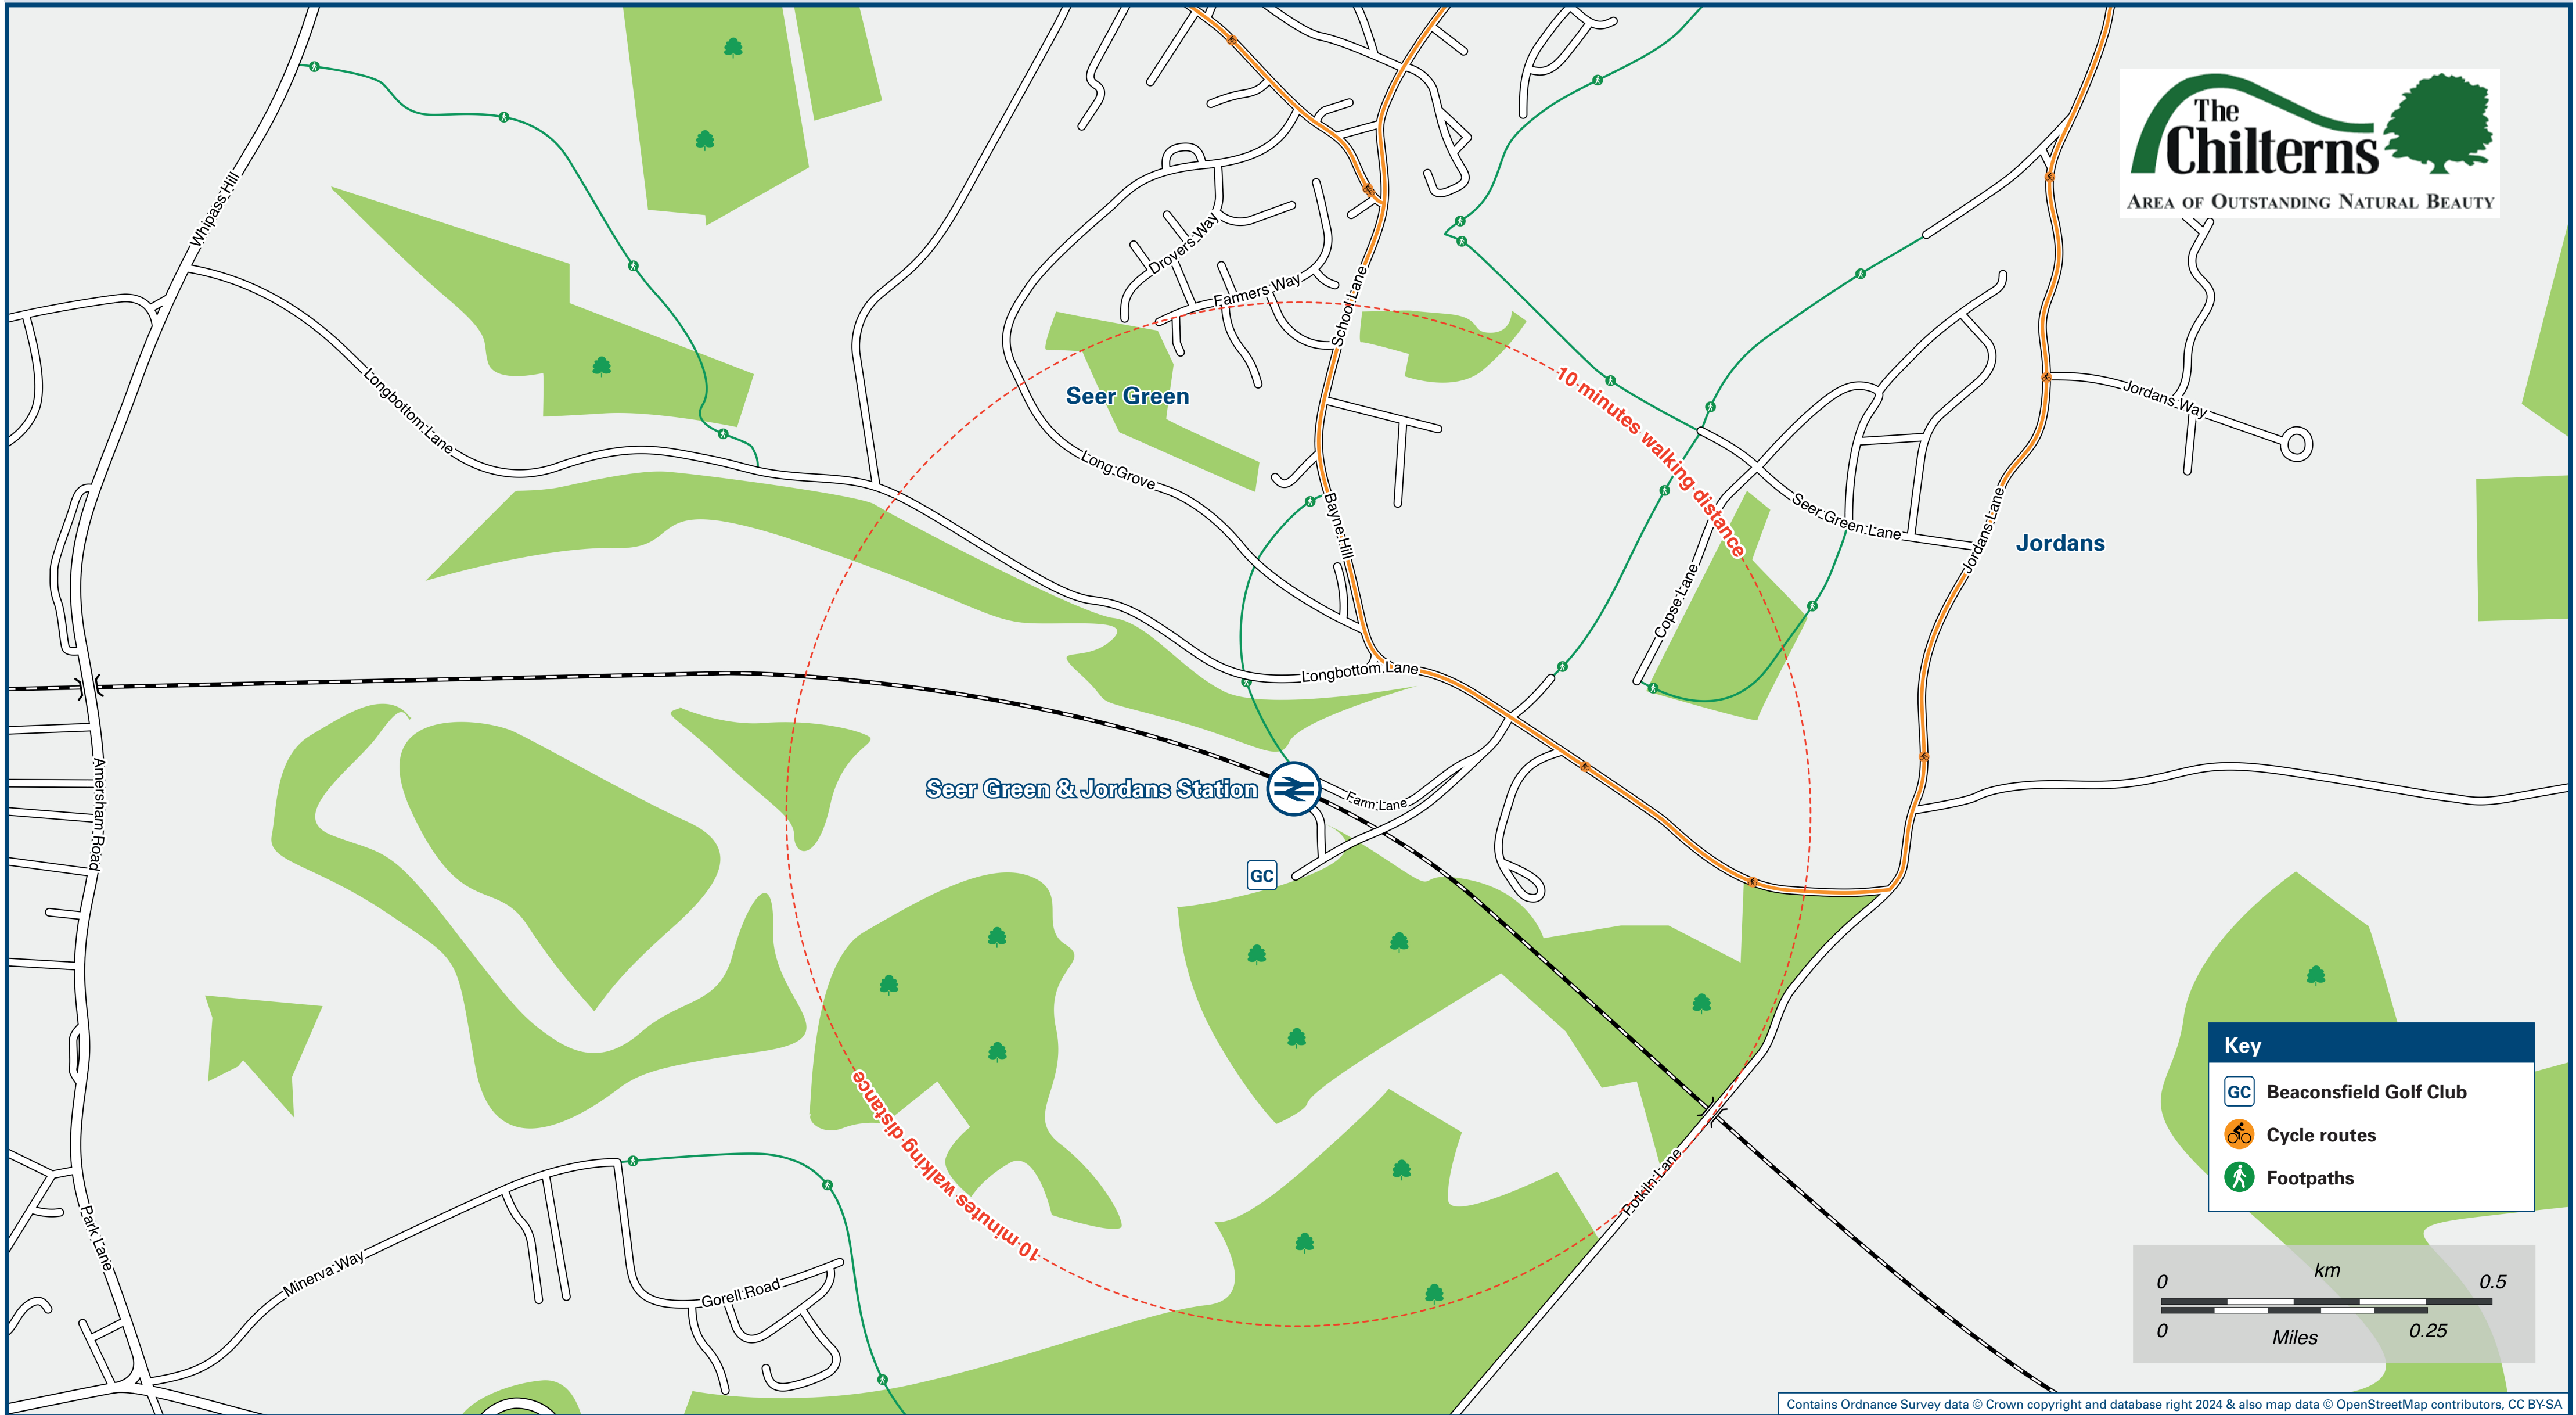 The
Chilterns
AREA OF OUTSTANDING NATURAL BEAUTY
Whipass Hill
Drovers Way
Farmers Way
School Lane
Longbottom Lane
Seer Green
10 minutes walking distance
Jordans Way
Long Grove
Bayne Hill
Seer Green Lane
Jordans Lane
Jordans
Copse Lane
Longbottom Lane
Amersham Road
Seer Green & Jordans Station
Farm Lane
GC
10 minutes walking distance
Potkiln Lane
Park Lane
Minerva Way
Gorell Road
Key
GC Beaconsfield Golf Club
Cycle routes
Footpaths
km
0 0.5
0 Miles 0.25
Contains Ordnance Survey data © Crown copyright and database right 2024 & also map data © OpenStreetMap contributors, CC BY-SA